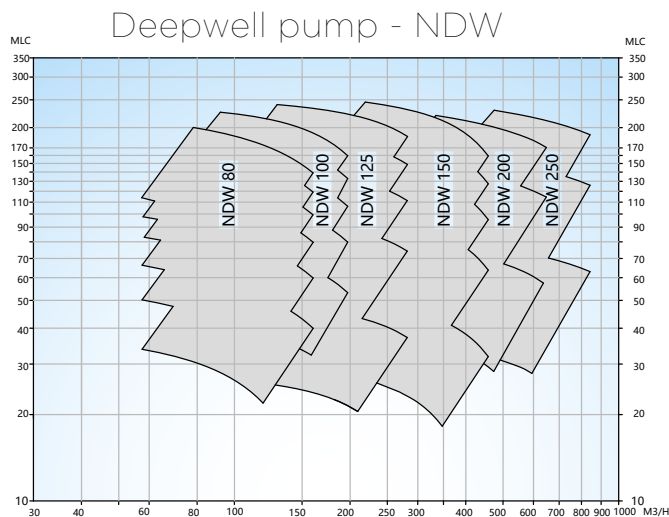 Deepwell pump - NDW
MLC MLC
350 350
300 300
250 250
200 200
170 170
150 150
130 130
110 110
90 90
70 70
60 60
50 50
40 40
30 30
20 20
10 10
NDW 80
NDW 100
NDW 125
NDW 150
NDW 200
NDW 250
30 40 60 80 100 150 200 300 400 500 600 700 800 900 1000 M3/H